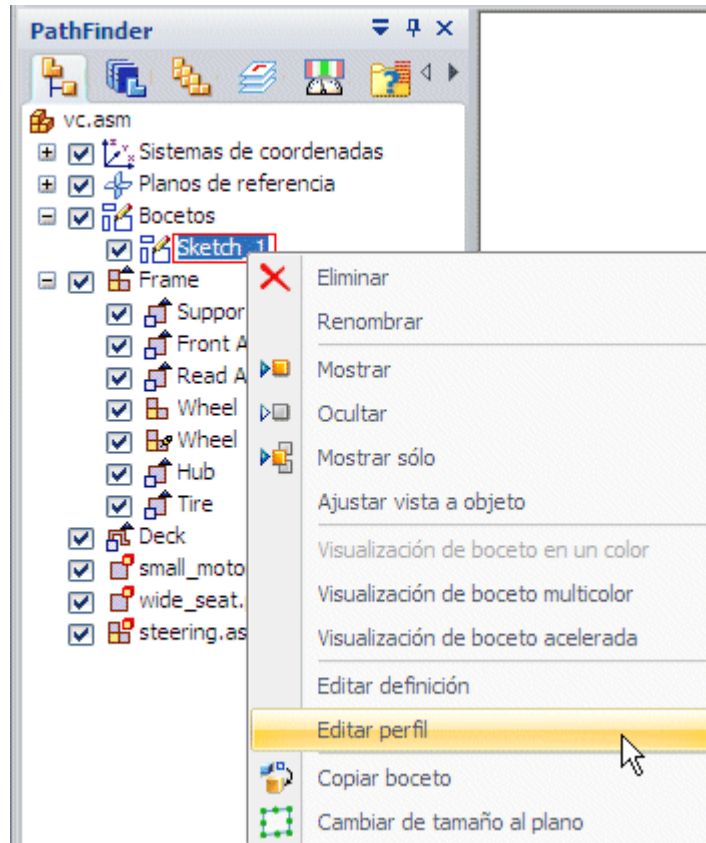 PathFinder
vc.asm
Sistemas de coordenadas
Planos de referencia
Bocetos
Sketch_1
Frame
Suppor
Front A
Read A
Wheel
Wheel
Hub
Tire
Deck
small_moto
wide_seat.
steering.as
Eliminar
Renombrar
Mostrar
Ocultar
Mostrar sólo
Ajustar vista a objeto
Visualización de boceto en un color
Visualización de boceto multicolor
Visualización de boceto acelerada
Editar definición
Editar perfil
Copiar boceto
Cambiar de tamaño al plano